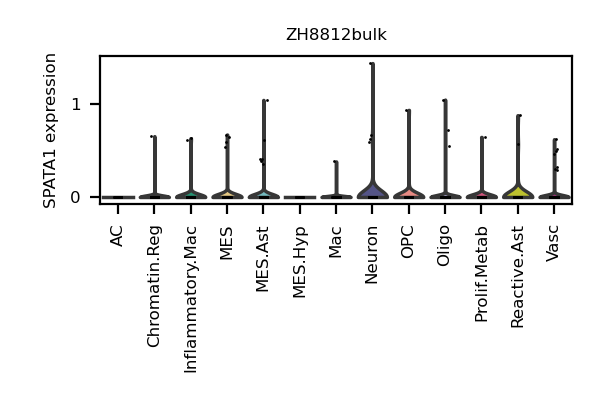 ZH8812bulk
SPATA1 expression
1
0
AC
Chromatin.Reg
Inflammatory.Mac
MES
MES.Ast
MES.Hyp
Mac
Neuron
OPC
Oligo
Prolif.Metab
Reactive.Ast
Vasc